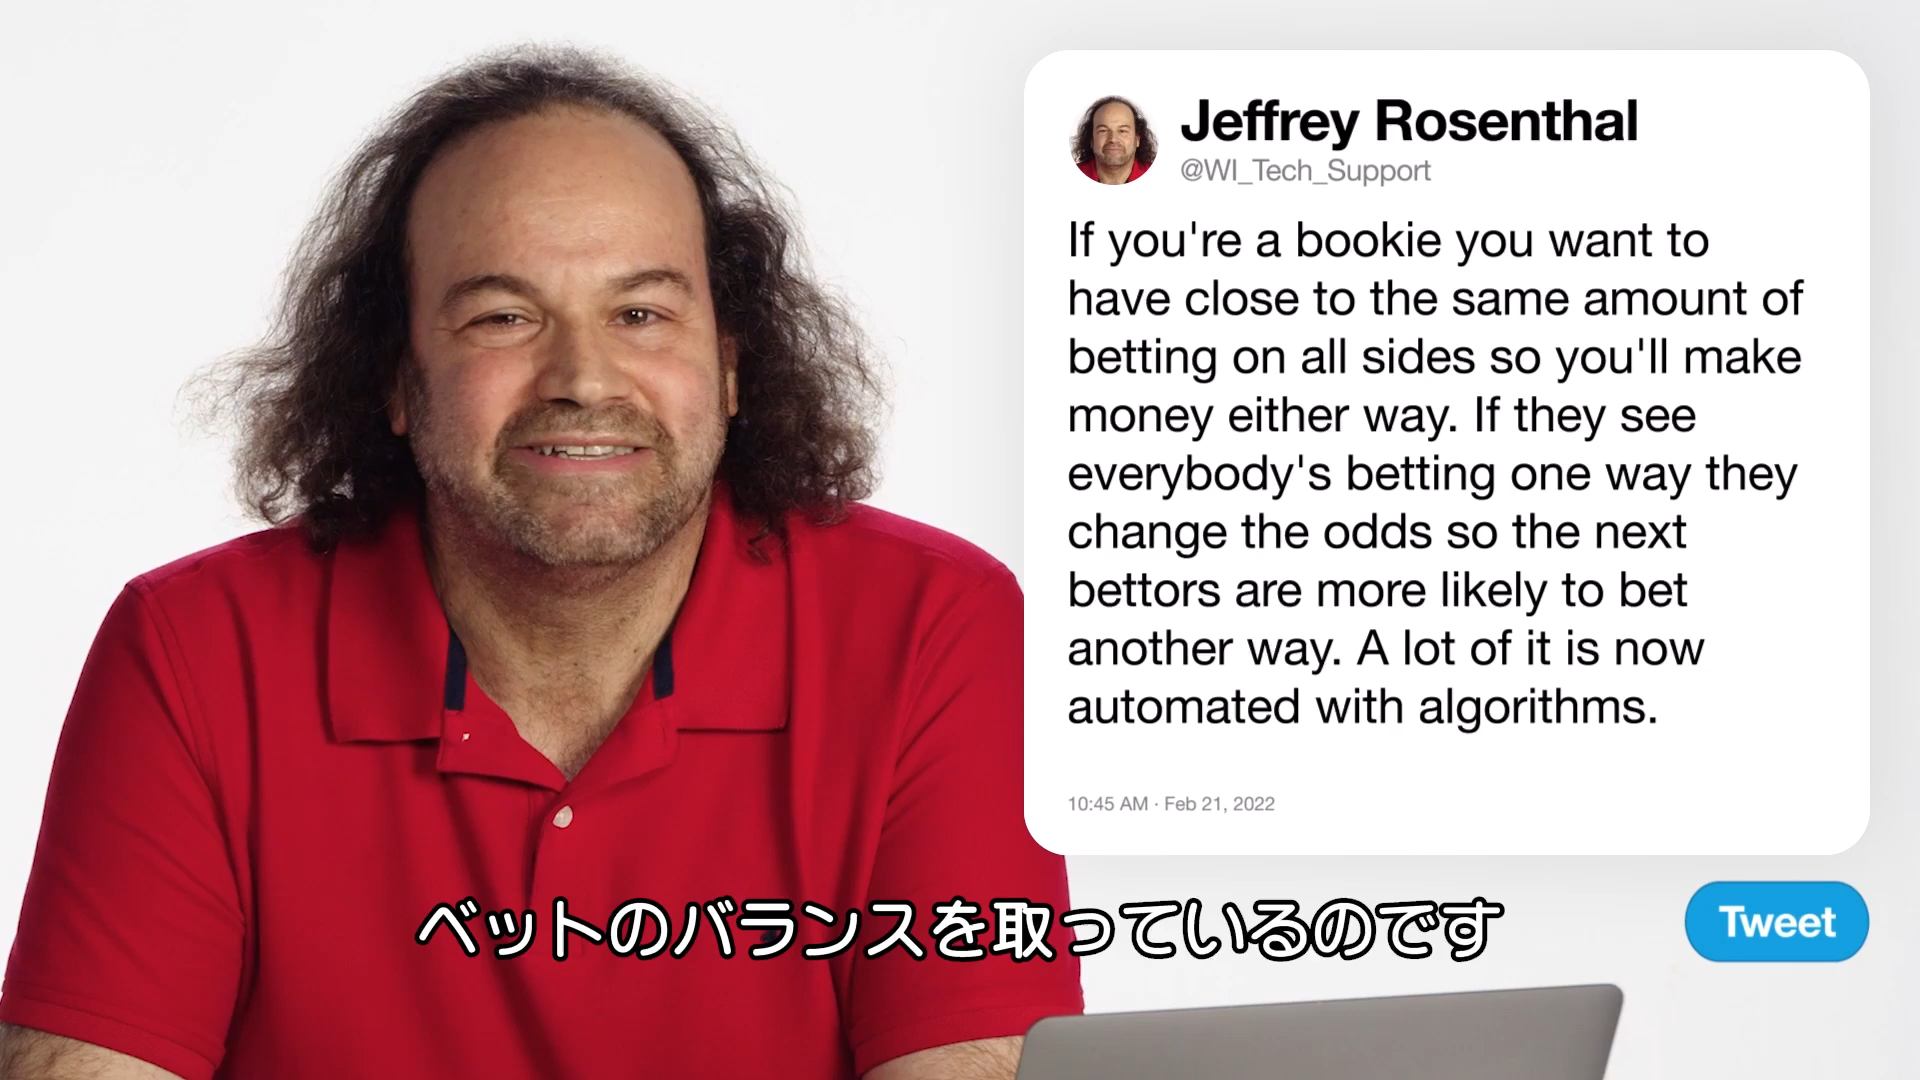 Jeffrey Rosenthal
@WI_Tech_Support
If you're a bookie you want to
have close to the same amount of
betting on all sides so you'll make
money either way. If they see
everybody's betting one way they
change the odds so the next
bettors are more likely to bet
another way. A lot of it is now
automated with algorithms.
10:45 AM · Feb 21, 2022
Tweet
ベットのバランスを取っているのです